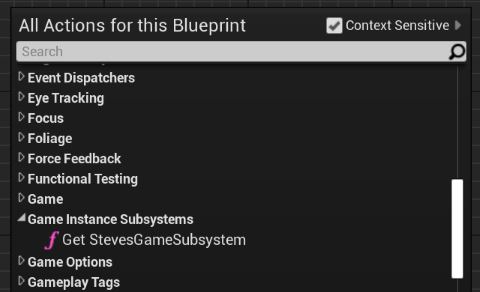 All Actions for this Blueprint
Context Sensitive
Search
Event Dispatchers
Eye Tracking
Focus
Foliage
Force Feedback
Functional Testing
Game
Game Instance Subsystems
f Get StevesGameSubsystem
Game Options
Gameplay Tags